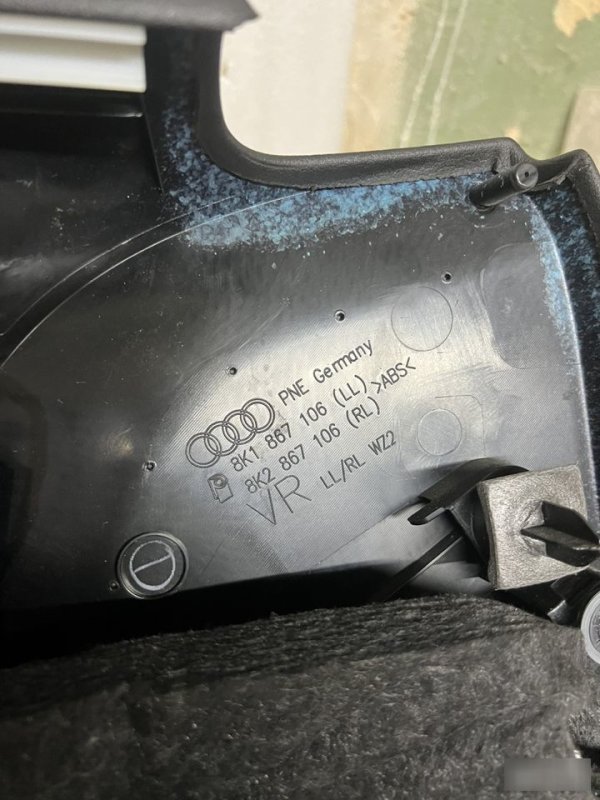 PNE Germany
8K1 867 106 (LL) >ABS<
8K2 867 106 (RL)
VR LL/RL WZ2